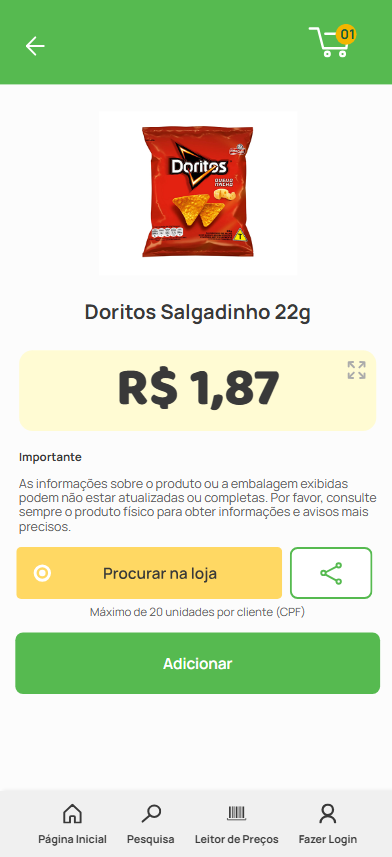 01
Doritos
QUEIJO
NACHO
T
Doritos Salgadinho 22g
R$ 1,87
Importante
As informações sobre o produto ou a embalagem exibidas
podem não estar atualizadas ou completas. Por favor, consulte
sempre o produto físico para obter informações e avisos mais
precisos.
Procurar na loja
Máximo de 20 unidades por cliente (CPF)
Adicionar
Página Inicial
Pesquisa
Leitor de Preços
Fazer Login